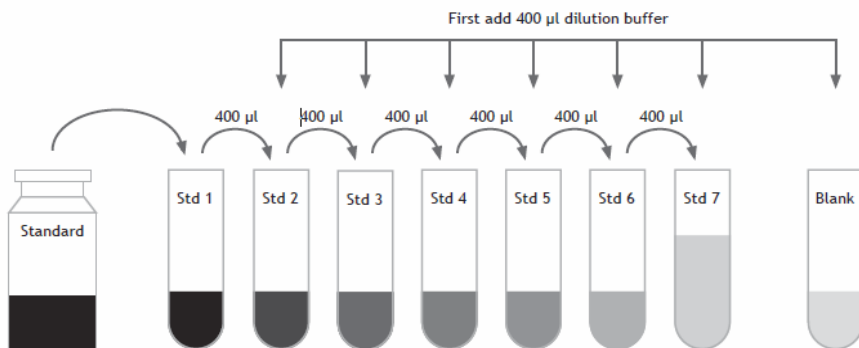 First add 400 µl dilution buffer
400 µl 400 µl 400 µl 400 µl 400 µl 400 µl
Std 1 Std 2 Std 3 Std 4 Std 5 Std 6 Std 7 Blank
Standard